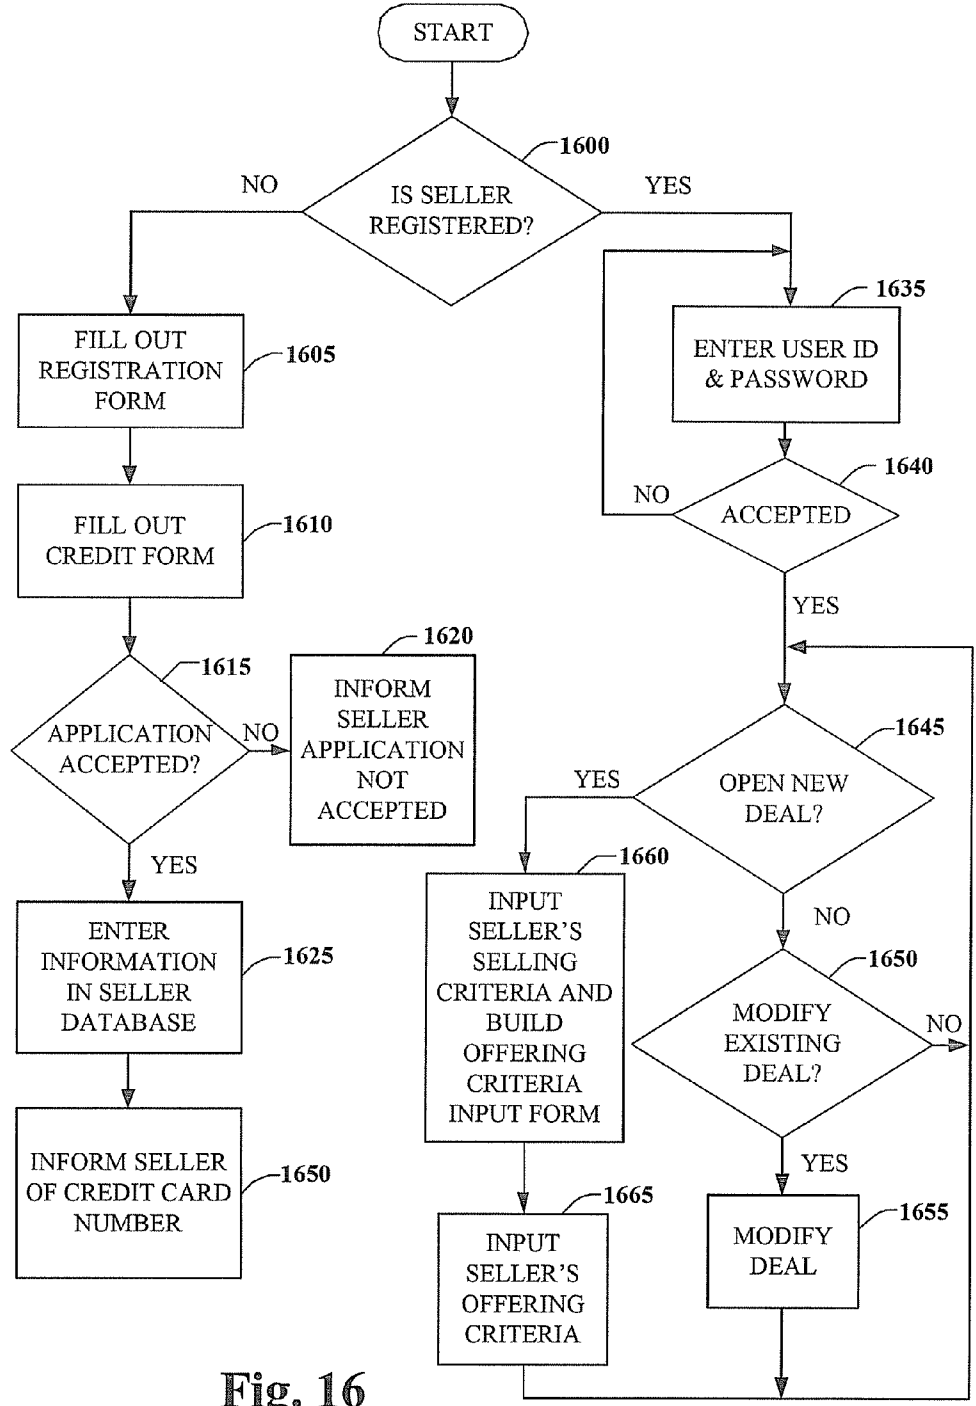 START
1600
IS SELLER
REGISTERED?
NO
YES
FILL OUT
REGISTRATION
FORM
1605
FILL OUT
CREDIT FORM
1610
APPLICATION
ACCEPTED?
1615
NO
YES
INFORM
SELLER
APPLICATION
NOT
ACCEPTED
1620
ENTER
INFORMATION
IN SELLER
DATABASE
1625
INFORM SELLER
OF CREDIT CARD
NUMBER
1650
1635
ENTER USER ID
& PASSWORD
1640
ACCEPTED
NO
YES
1645
OPEN NEW
DEAL?
YES
NO
1660
INPUT
SELLER'S
SELLING
CRITERIA AND
BUILD
OFFERING
CRITERIA
INPUT FORM
1665
INPUT
SELLER'S
OFFERING
CRITERIA
1650
MODIFY
EXISTING
DEAL?
NO
YES
1655
MODIFY
DEAL
Fig. 16